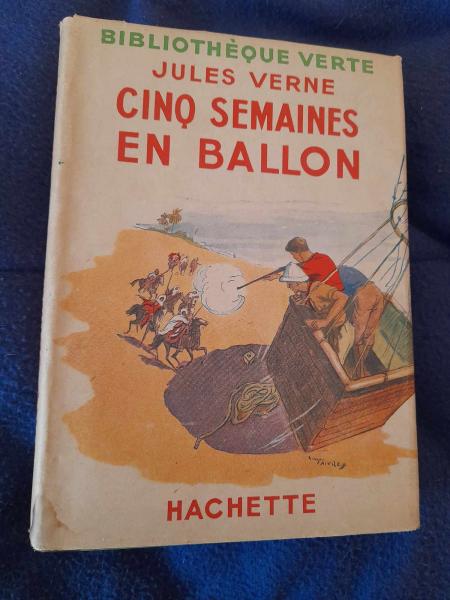 BIBLIOTHÈQUE VERTE
JULES VERNE
CINQ SEMAINES
EN BALLON
HACHETTE